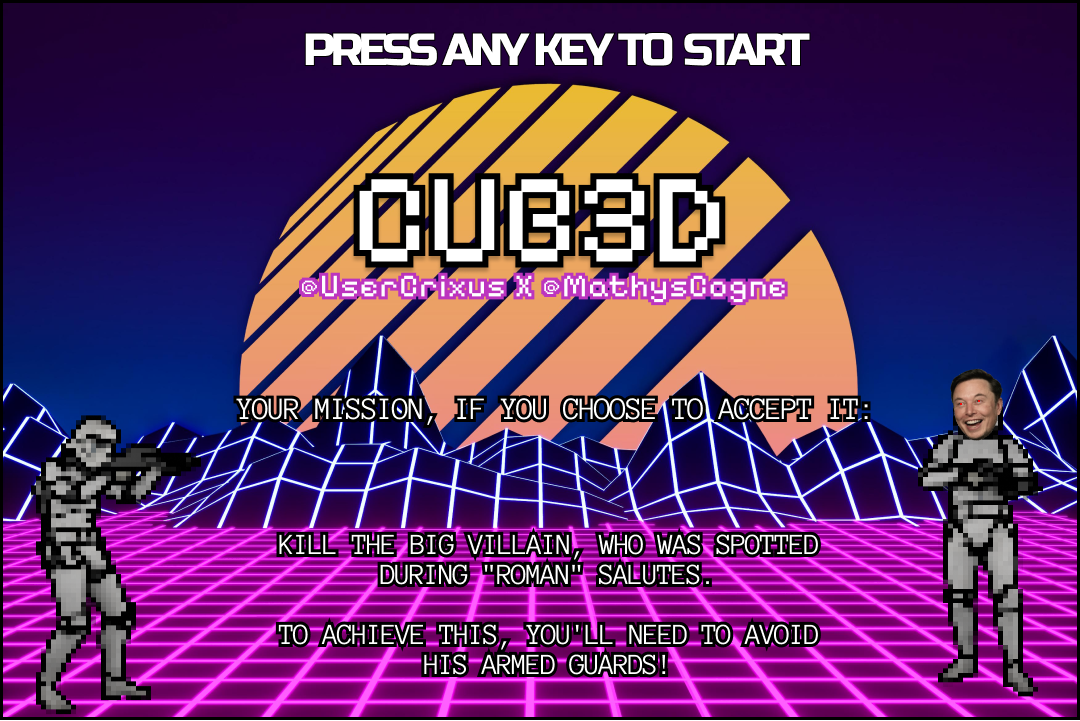 PRESS ANY KEY TO START
CUB3D
@UserCrixus X @MathysCogne
YOUR MISSION, IF YOU CHOOSE TO ACCEPT IT:
KILL THE BIG VILLAIN, WHO WAS SPOTTED
DURING "ROMAN" SALUTES.
TO ACHIEVE THIS, YOU'LL NEED TO AVOID
HIS ARMED GUARDS!